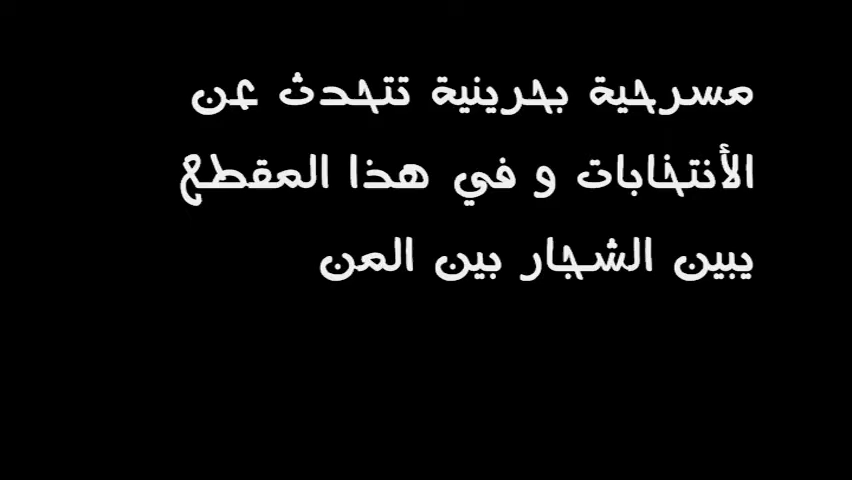 مسرحية بحرينية تتحدث عن
الأنتخابات و في هذا المقطع
يبين الشجار بين المن